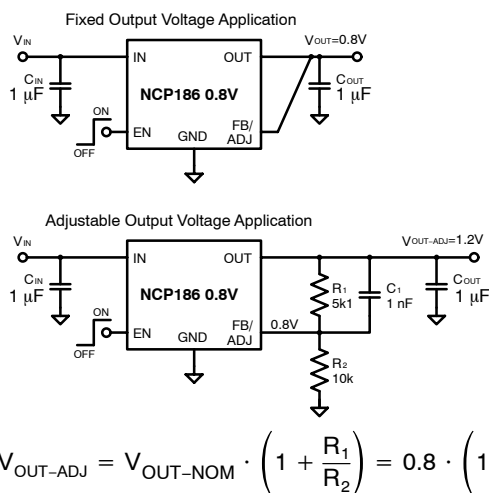 Fixed Output Voltage Application
VIN
IN
OUT
VOUT=0.8V
CIN
1 µF
NCP186 0.8V
COUT
1 µF
ON
OFF
EN
GND
FB/
ADJ
Adjustable Output Voltage Application
VIN
IN
OUT
VOUT-ADJ=1.2V
CIN
1 µF
NCP186 0.8V
R1
5k1
C1
1 nF
COUT
1 µF
ON
OFF
EN
GND
FB/
ADJ
0.8V
R2
10k
VOUT-ADJ = VOUT-NOM · (1 + R1/R2) = 0.8 · (1